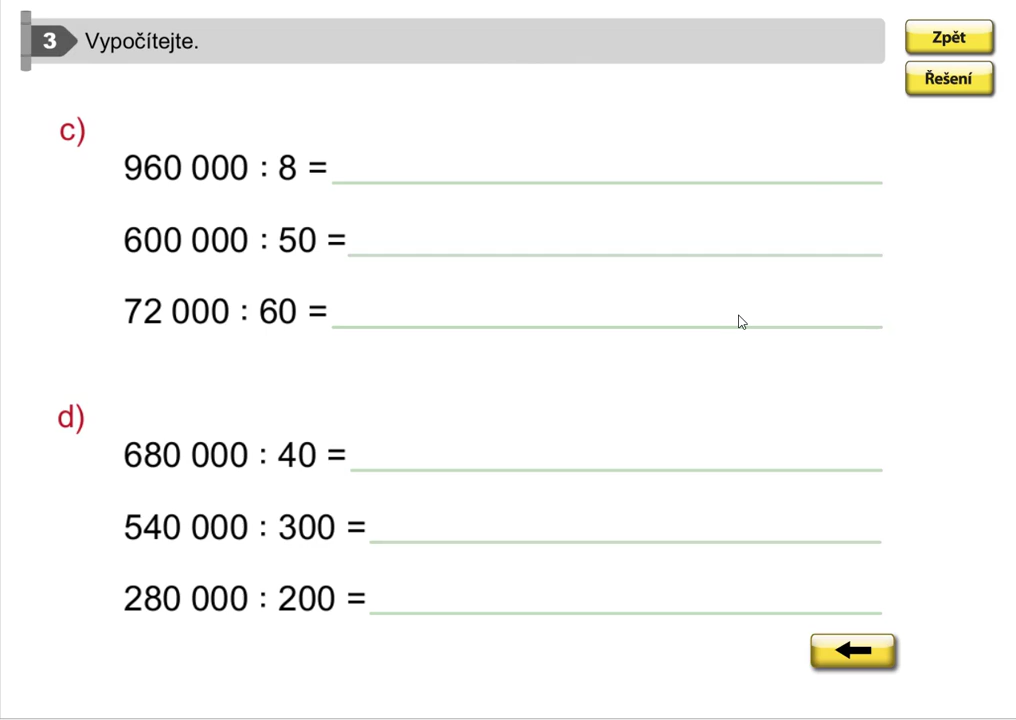 3 Vypočítejte.
Zpět
Řešení
c)
960 000 : 8 =
600 000 : 50 =
72 000 : 60 =
d)
680 000 : 40 =
540 000 : 300 =
280 000 : 200 =